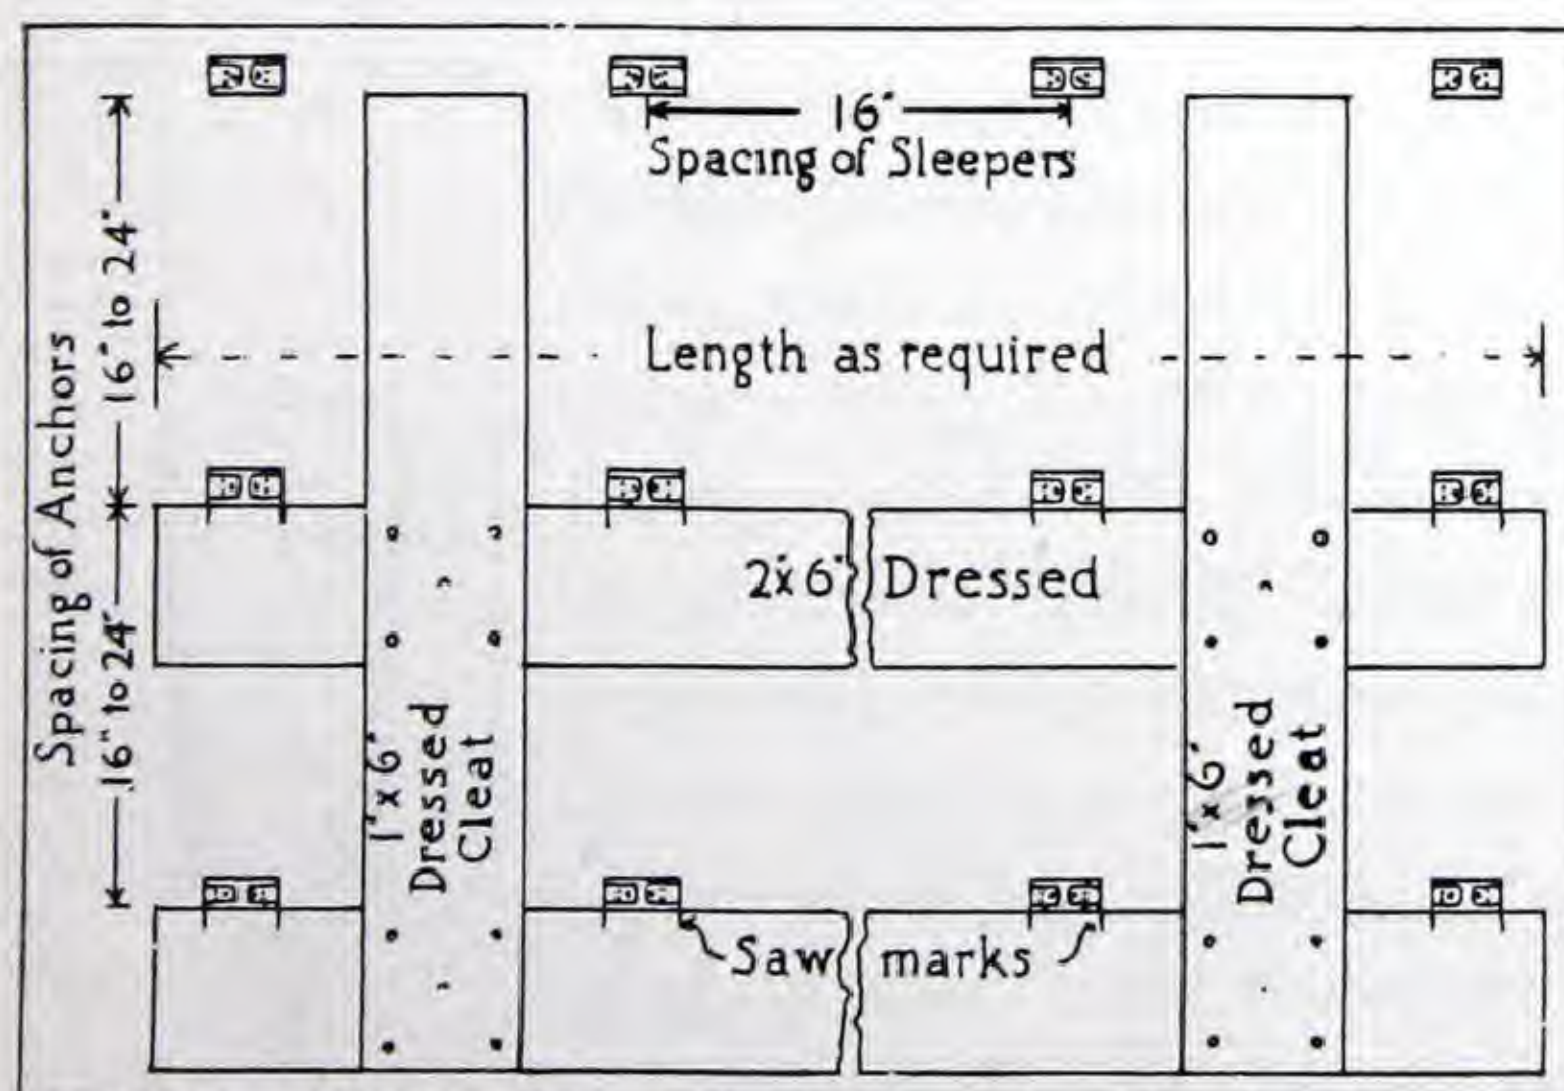 16"
Spacing of Sleepers
16" to 24"
Length as required
Spacing of Anchors
16" to 24"
2"x 6" Dressed
1"x 6"
Dressed
Cleat
1"x 6"
Dressed
Cleat
Saw marks